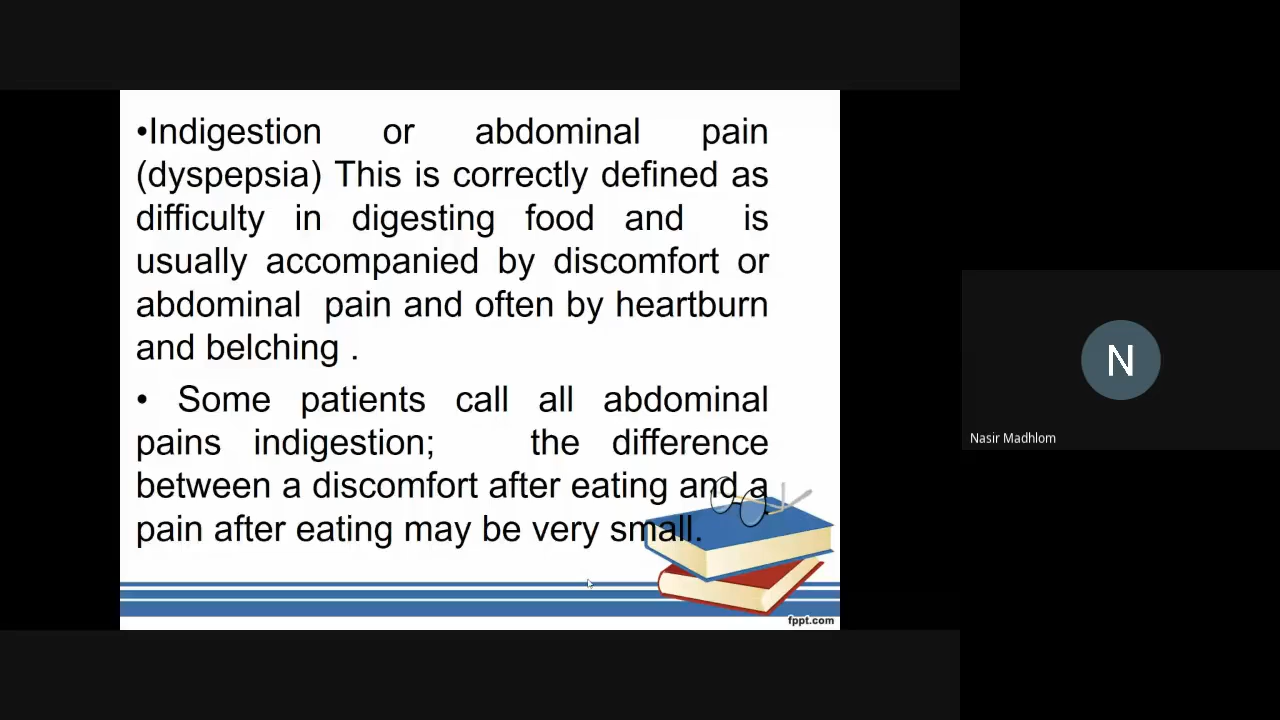 •Indigestion or abdominal pain
(dyspepsia) This is correctly defined as
difficulty in digesting food and is
usually accompanied by discomfort or
abdominal pain and often by heartburn
and belching .
• Some patients call all abdominal
pains indigestion; the difference
between a discomfort after eating and a
pain after eating may be very small.
fppt.com
N
Nasir Madhlom